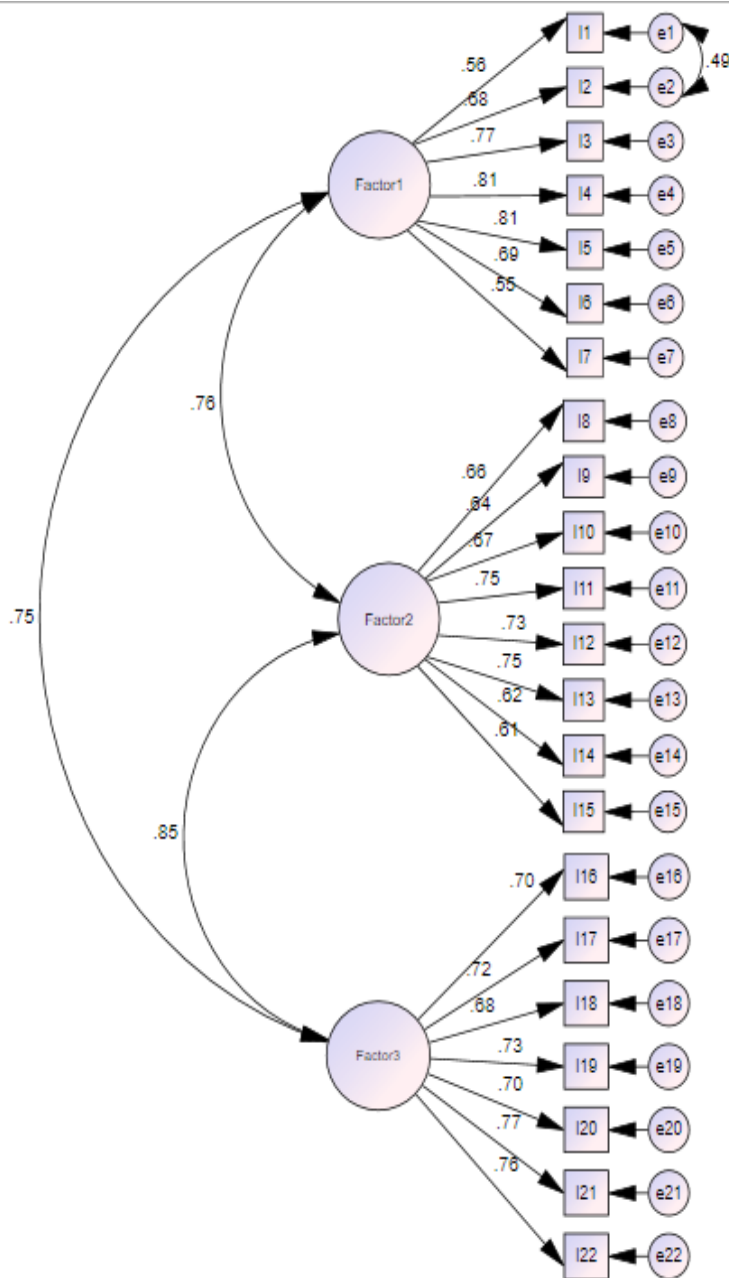 I1
e1
.49
.56
I2
e2
.68
I3
e3
.77
Factor1
.81
I4
e4
.81
I5
e5
.69
I6
e6
.55
I7
e7
.76
I8
e8
.66
I9
e9
.64
I10
e10
.67
.75
I11
e11
.75
Factor2
.73
I12
e12
.75
I13
e13
.62
I14
e14
.61
I15
e15
.85
.70
I16
e16
I17
e17
.72
.68
I18
e18
.73
Factor3
I19
e19
.70
I20
e20
.77
.76
I21
e21
I22
e22